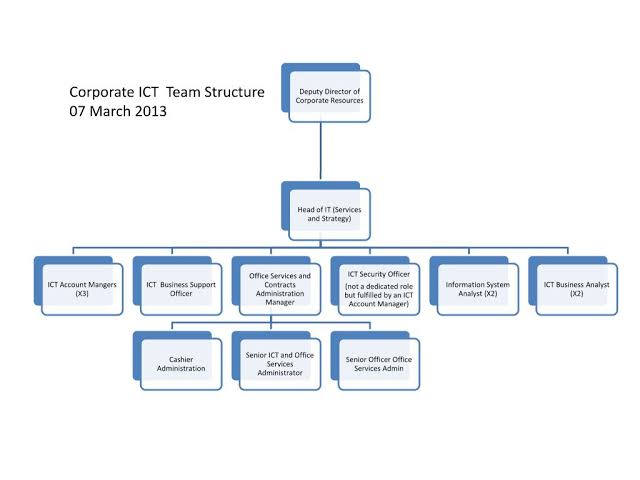 Corporate ICT  Team Structure
07 March 2013
Deputy Director of
Corporate Resources
Head of IT (Services
and Strategy)
ICT Account Mangers
(X3)
ICT  Business Support
Officer
Office Services and
Contracts
Administration
Manager
ICT Security Officer
(not a dedicated role
but fulfilled by an ICT
Account Manager)
Information System
Analyst (X2)
ICT Business Analyst
(X2)
Cashier
Administration
Senior ICT and Office
Services
Administrator
Senior Officer Office
Services Admin